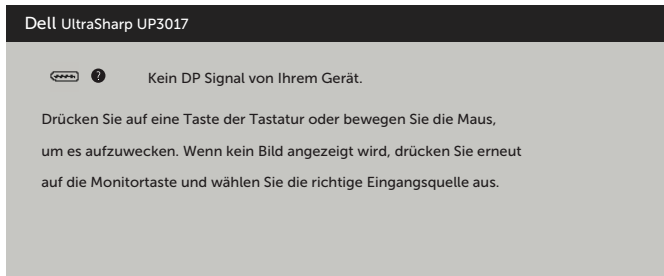 Dell UltraSharp UP3017
Kein DP Signal von Ihrem Gerät.
Drücken Sie auf eine Taste der Tastatur oder bewegen Sie die Maus,
um es aufzuwecken. Wenn kein Bild angezeigt wird, drücken Sie erneut
auf die Monitortaste und wählen Sie die richtige Eingangsquelle aus.